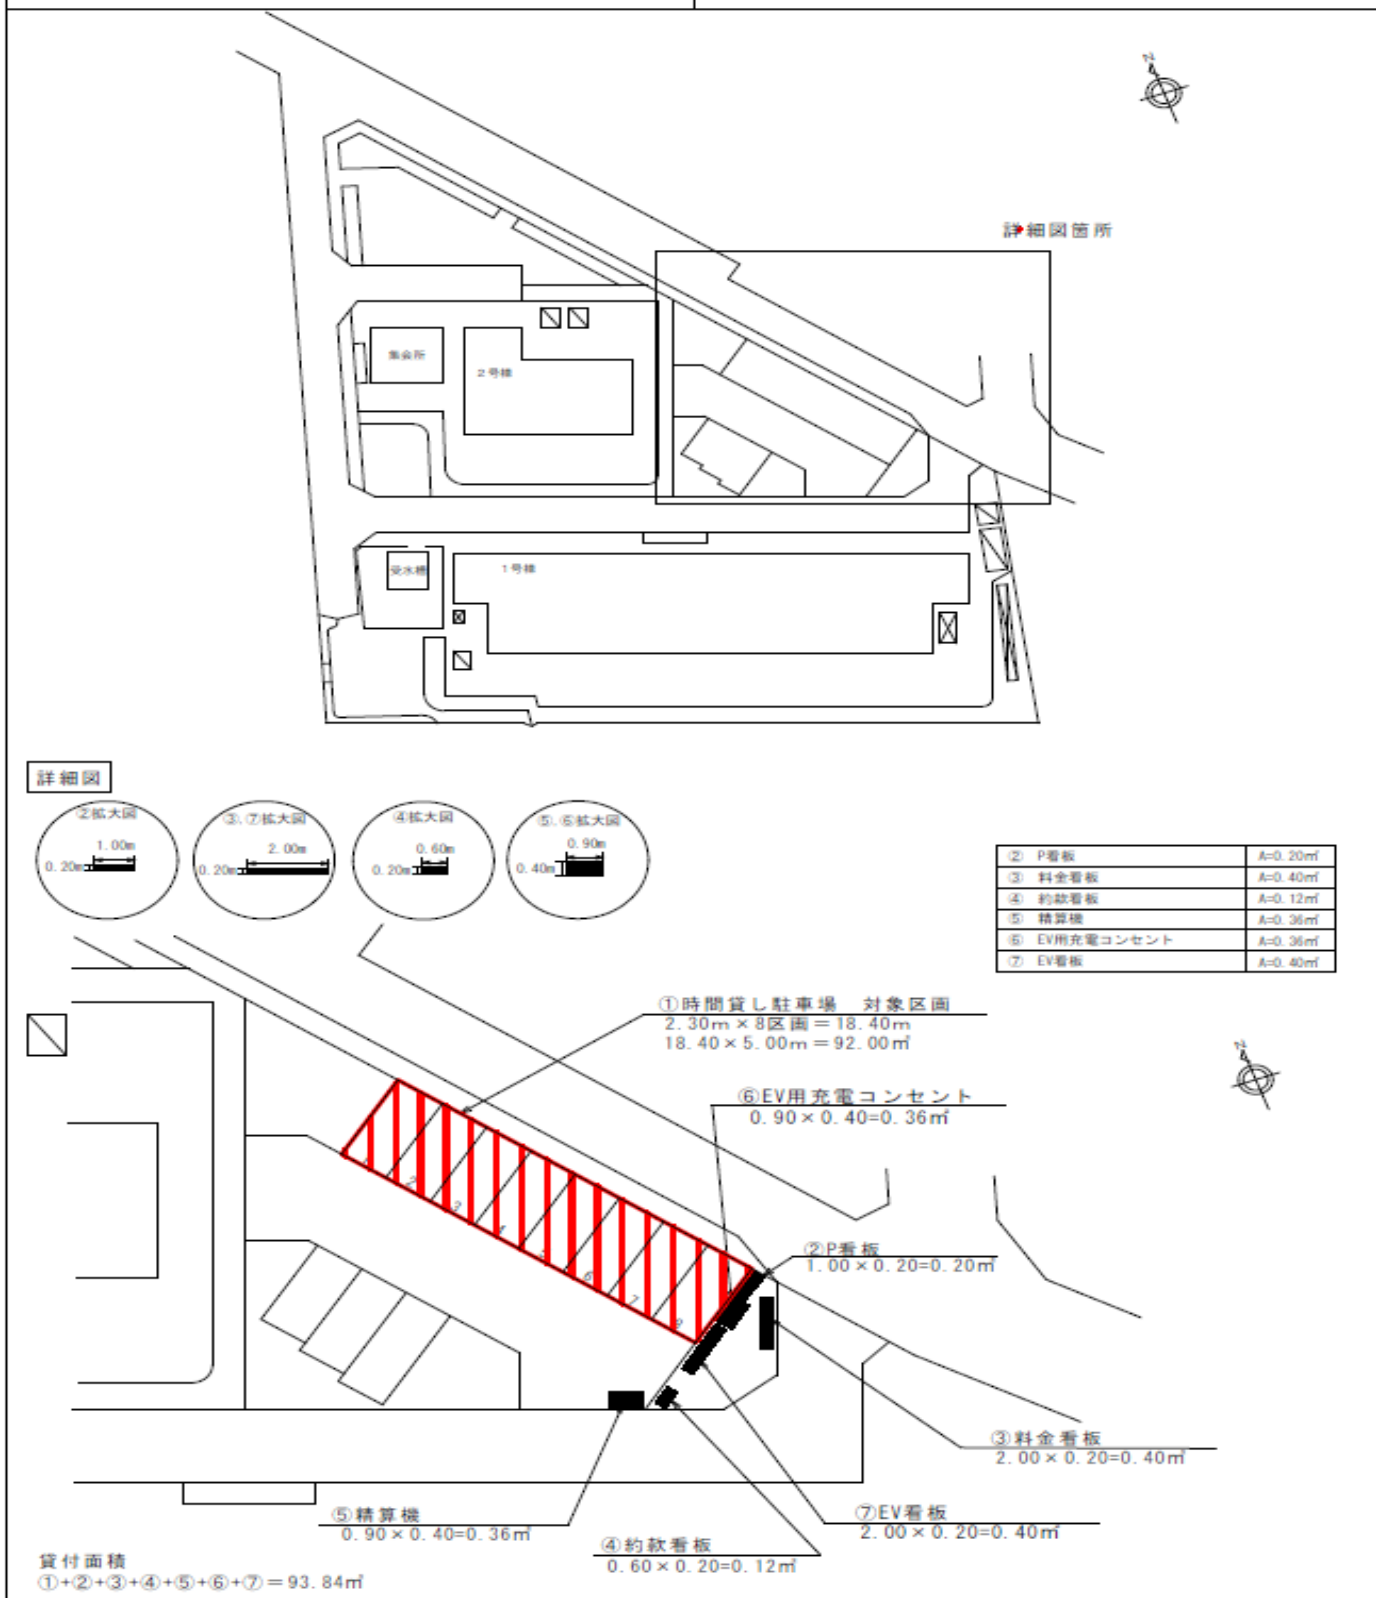 N
詳細図箇所
集会所
2号棟
受水槽
1号棟
詳細図
②拡大図
1.00m
0.20m
③.⑦拡大図
2.00m
0.20m
④拡大図
0.60m
0.20m
⑤.⑥拡大図
0.90m
0.40m
② P看板 A=0.20㎡
③ 料金看板 A=0.40㎡
④ 約款看板 A=0.12㎡
⑤ 精算機 A=0.36㎡
⑥ EV用充電コンセント A=0.36㎡
⑦ EV看板 A=0.40㎡
①時間貸し駐車場 対象区画
2.30m×8区画=18.40m
18.40×5.00m=92.00㎡
N
⑥EV用充電コンセント
0.90×0.40=0.36㎡
2
3
4
5
6
7
8
②P看板
1.00×0.20=0.20㎡
③料金看板
2.00×0.20=0.40㎡
⑤精算機
0.90×0.40=0.36㎡
⑦EV看板
2.00×0.20=0.40㎡
④約款看板
0.60×0.20=0.12㎡
貸付面積
①+②+③+④+⑤+⑥+⑦=93.84㎡